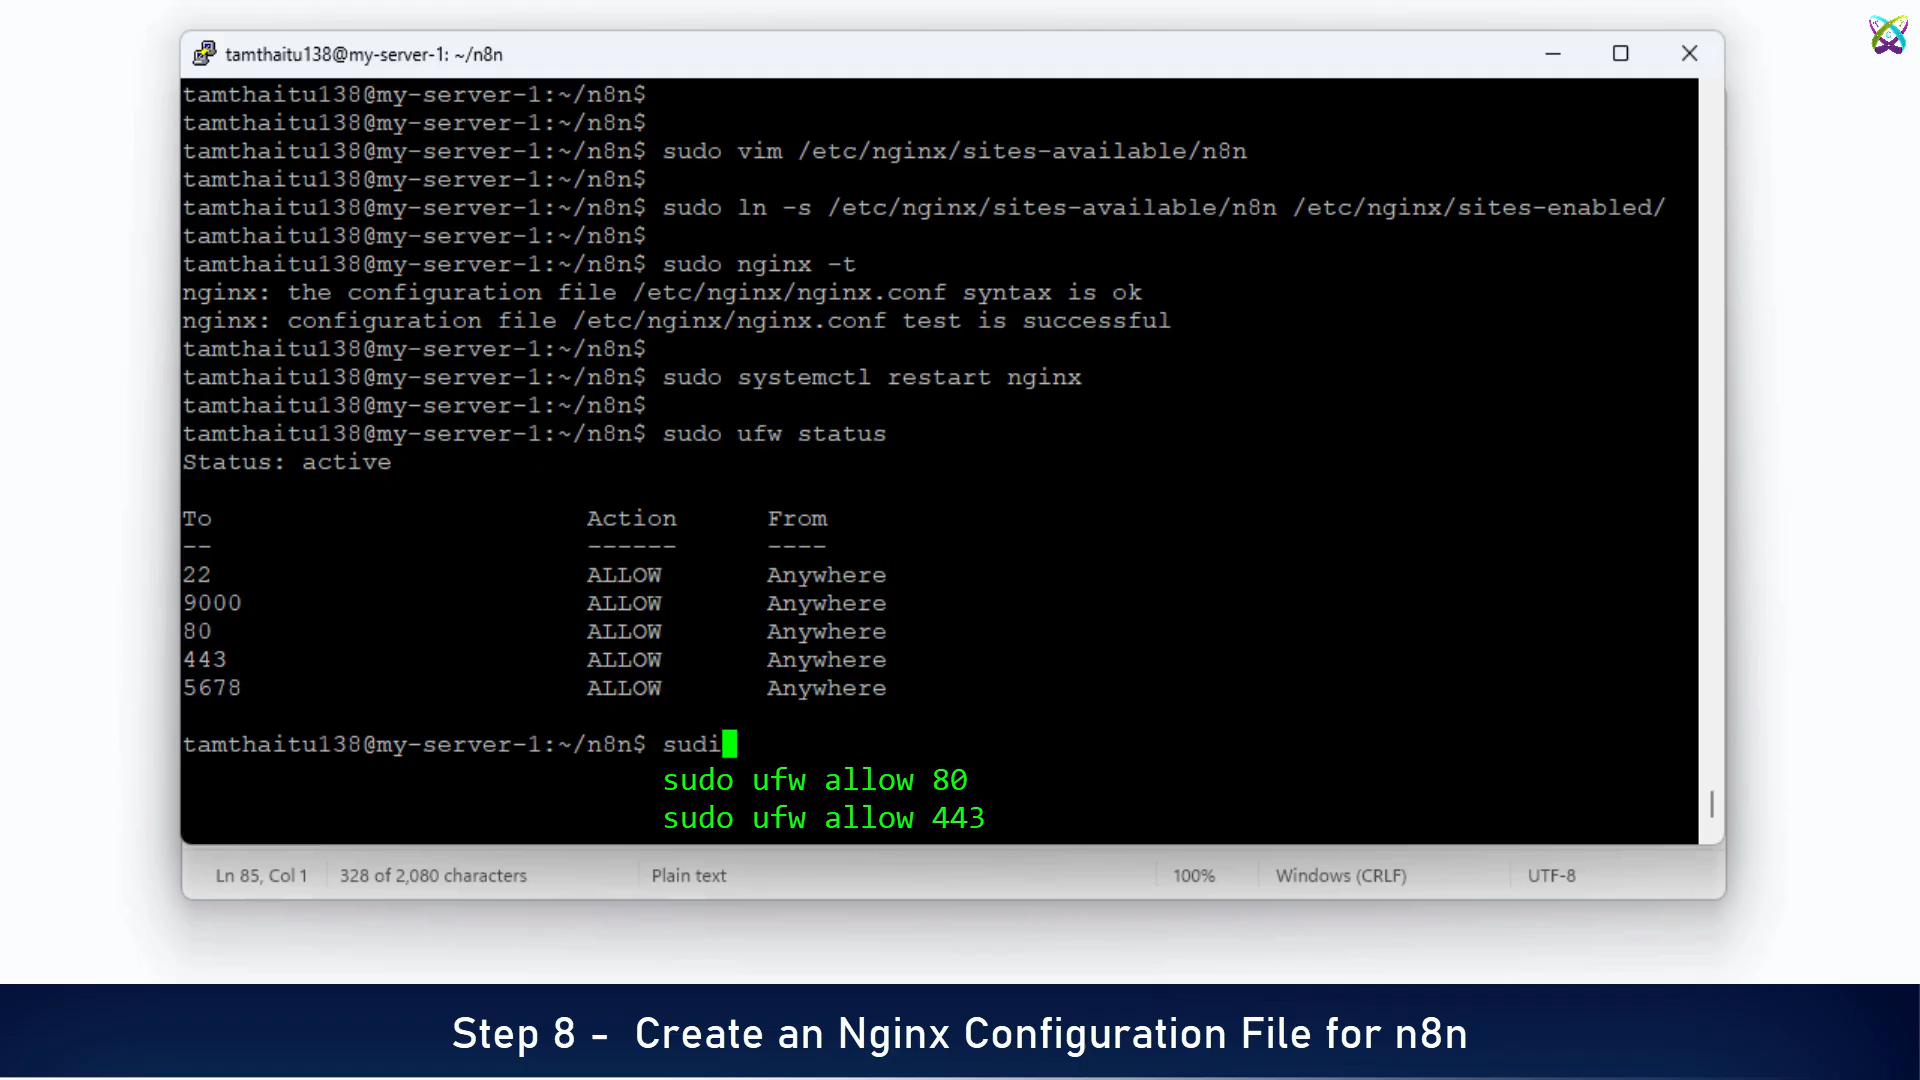 tamthaitu138@my-server-1: ~/n8n
tamthaitu138@my-server-1:~/n8n$
tamthaitu138@my-server-1:~/n8n$
tamthaitu138@my-server-1:~/n8n$ sudo vim /etc/nginx/sites-available/n8n
tamthaitu138@my-server-1:~/n8n$
tamthaitu138@my-server-1:~/n8n$ sudo ln -s /etc/nginx/sites-available/n8n /etc/nginx/sites-enabled/
tamthaitu138@my-server-1:~/n8n$
tamthaitu138@my-server-1:~/n8n$ sudo nginx -t
nginx: the configuration file /etc/nginx/nginx.conf syntax is ok
nginx: configuration file /etc/nginx/nginx.conf test is successful
tamthaitu138@my-server-1:~/n8n$
tamthaitu138@my-server-1:~/n8n$ sudo systemctl restart nginx
tamthaitu138@my-server-1:~/n8n$
tamthaitu138@my-server-1:~/n8n$ sudo ufw status
Status: active
To Action From
-- ------ ----
22 ALLOW Anywhere
9000 ALLOW Anywhere
80 ALLOW Anywhere
443 ALLOW Anywhere
5678 ALLOW Anywhere
tamthaitu138@my-server-1:~/n8n$ sudi
sudo ufw allow 80
sudo ufw allow 443
Ln 85, Col 1 328 of 2,080 characters Plain text 100% Windows (CRLF) UTF-8
Step 8 - Create an Nginx Configuration File for n8n